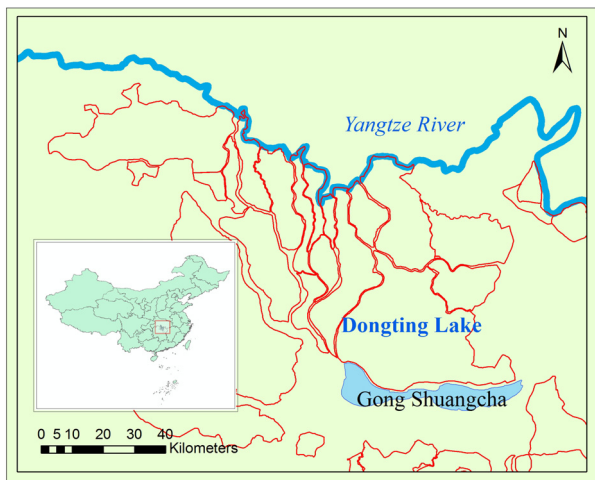 N
Yangtze River
Dongting Lake
Gong Shuangcha
0 5 10 20 30 40
Kilometers